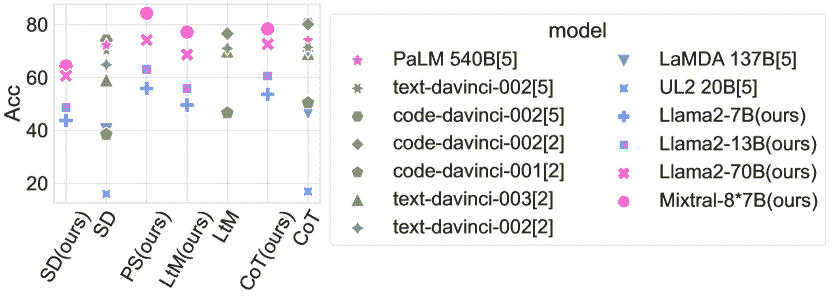 80
60
40
20
Acc
SD(ours)
SD
PS(ours)
LtM(ours)
LtM
CoT(ours)
CoT
model
PaLM 540B[5]
text-davinci-002[5]
code-davinci-002[5]
code-davinci-002[2]
code-davinci-001[2]
text-davinci-003[2]
text-davinci-002[2]
LaMDA 137B[5]
UL2 20B[5]
Llama2-7B(ours)
Llama2-13B(ours)
Llama2-70B(ours)
Mixtral-8*7B(ours)